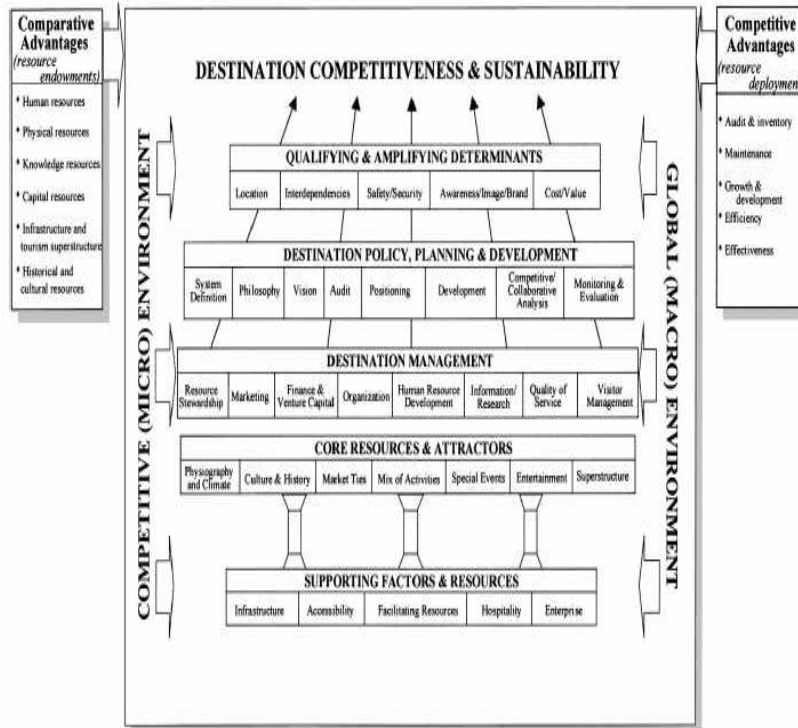 Comparative
Advantages
(resource
endowments)
* Human resources
* Physical resources
* Knowledge resources
* Capital resources
* Infrastructure and
tourism superstructure
* Historical and
cultural resources
COMPETITIVE (MICRO) ENVIRONMENT
DESTINATION COMPETITIVENESS & SUSTAINABILITY
QUALIFYING & AMPLIFYING DETERMINANTS
Location
Interdependencies
Safety/Security
Awareness/Image/Brand
Cost/Value
DESTINATION POLICY, PLANNING & DEVELOPMENT
System
Definition
Philosophy
Vision
Audit
Positioning
Development
Competitive/
Collaborative
Analysis
Monitoring &
Evaluation
DESTINATION MANAGEMENT
Resource
Stewardship
Marketing
Finance &
Venture Capital
Organization
Human Resource
Development
Information/
Research
Quality of
Service
Visitor
Management
CORE RESOURCES & ATTRACTORS
Physiography
and Climate
Culture & History
Market Ties
Mix of Activities
Special Events
Entertainment
Superstructure
SUPPORTING FACTORS & RESOURCES
Infrastructure
Accessibility
Facilitating Resources
Hospitality
Enterprise
GLOBAL (MACRO) ENVIRONMENT
Competitive
Advantages
(resource
deployment
* Audit & inventory
* Maintenance
* Growth &
development
* Efficiency
* Effectiveness